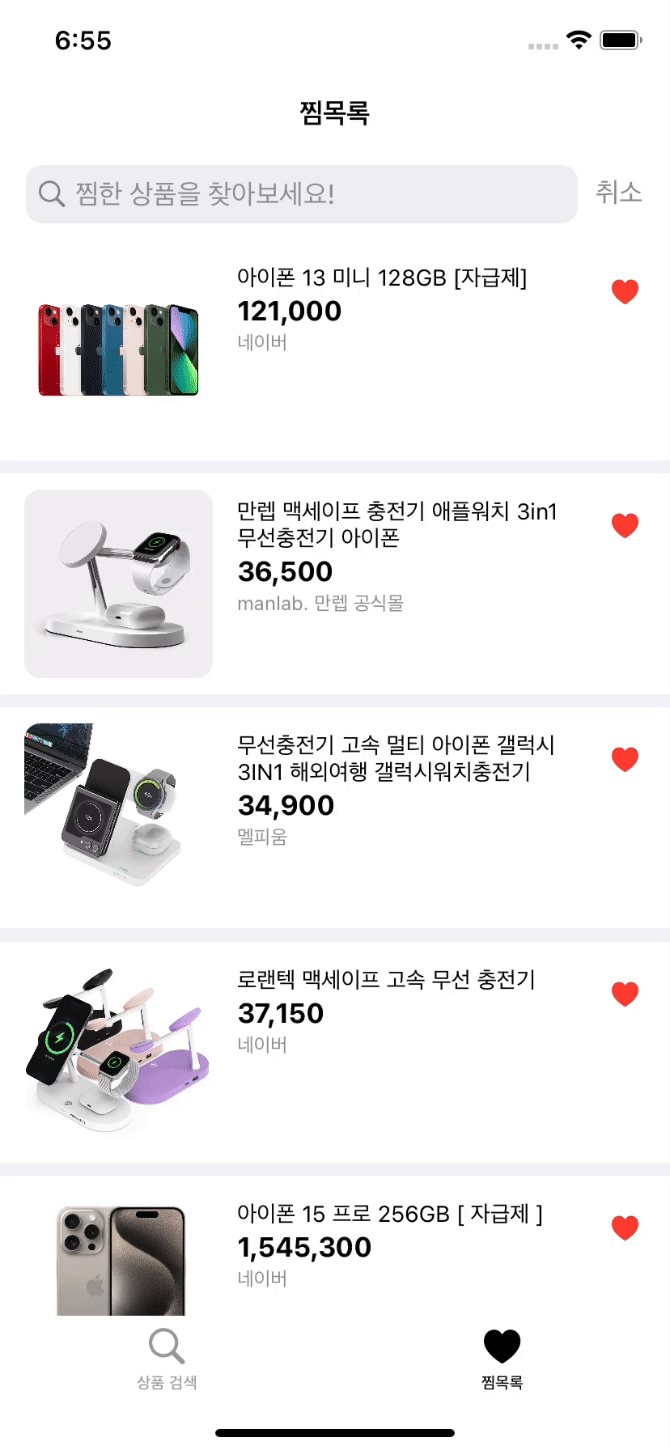 6:55
찜목록
찜한 상품을 찾아보세요!
취소
아이폰 13 미니 128GB [자급제]
121,000
네이버
만렙 맥세이프 충전기 애플워치 3in1
무선충전기 아이폰
36,500
manlab. 만렙 공식몰
무선충전기 고속 멀티 아이폰 갤럭시
3IN1 해외여행 갤럭시워치충전기
34,900
멜피움
로랜텍 맥세이프 고속 무선 충전기
37,150
네이버
아이폰 15 프로 256GB [ 자급제 ]
1,545,300
네이버
상품 검색
찜목록